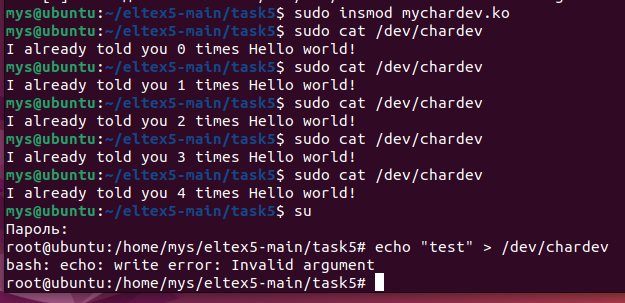 mys@ubuntu:~/eltex5-main/task5$ sudo insmod mychardev.ko
mys@ubuntu:~/eltex5-main/task5$ sudo cat /dev/chardev
I already told you 0 times Hello world!
mys@ubuntu:~/eltex5-main/task5$ sudo cat /dev/chardev
I already told you 1 times Hello world!
mys@ubuntu:~/eltex5-main/task5$ sudo cat /dev/chardev
I already told you 2 times Hello world!
mys@ubuntu:~/eltex5-main/task5$ sudo cat /dev/chardev
I already told you 3 times Hello world!
mys@ubuntu:~/eltex5-main/task5$ sudo cat /dev/chardev
I already told you 4 times Hello world!
mys@ubuntu:~/eltex5-main/task5$ su
Пароль:
root@ubuntu:/home/mys/eltex5-main/task5# echo "test" > /dev/chardev
bash: echo: write error: Invalid argument
root@ubuntu:/home/mys/eltex5-main/task5#